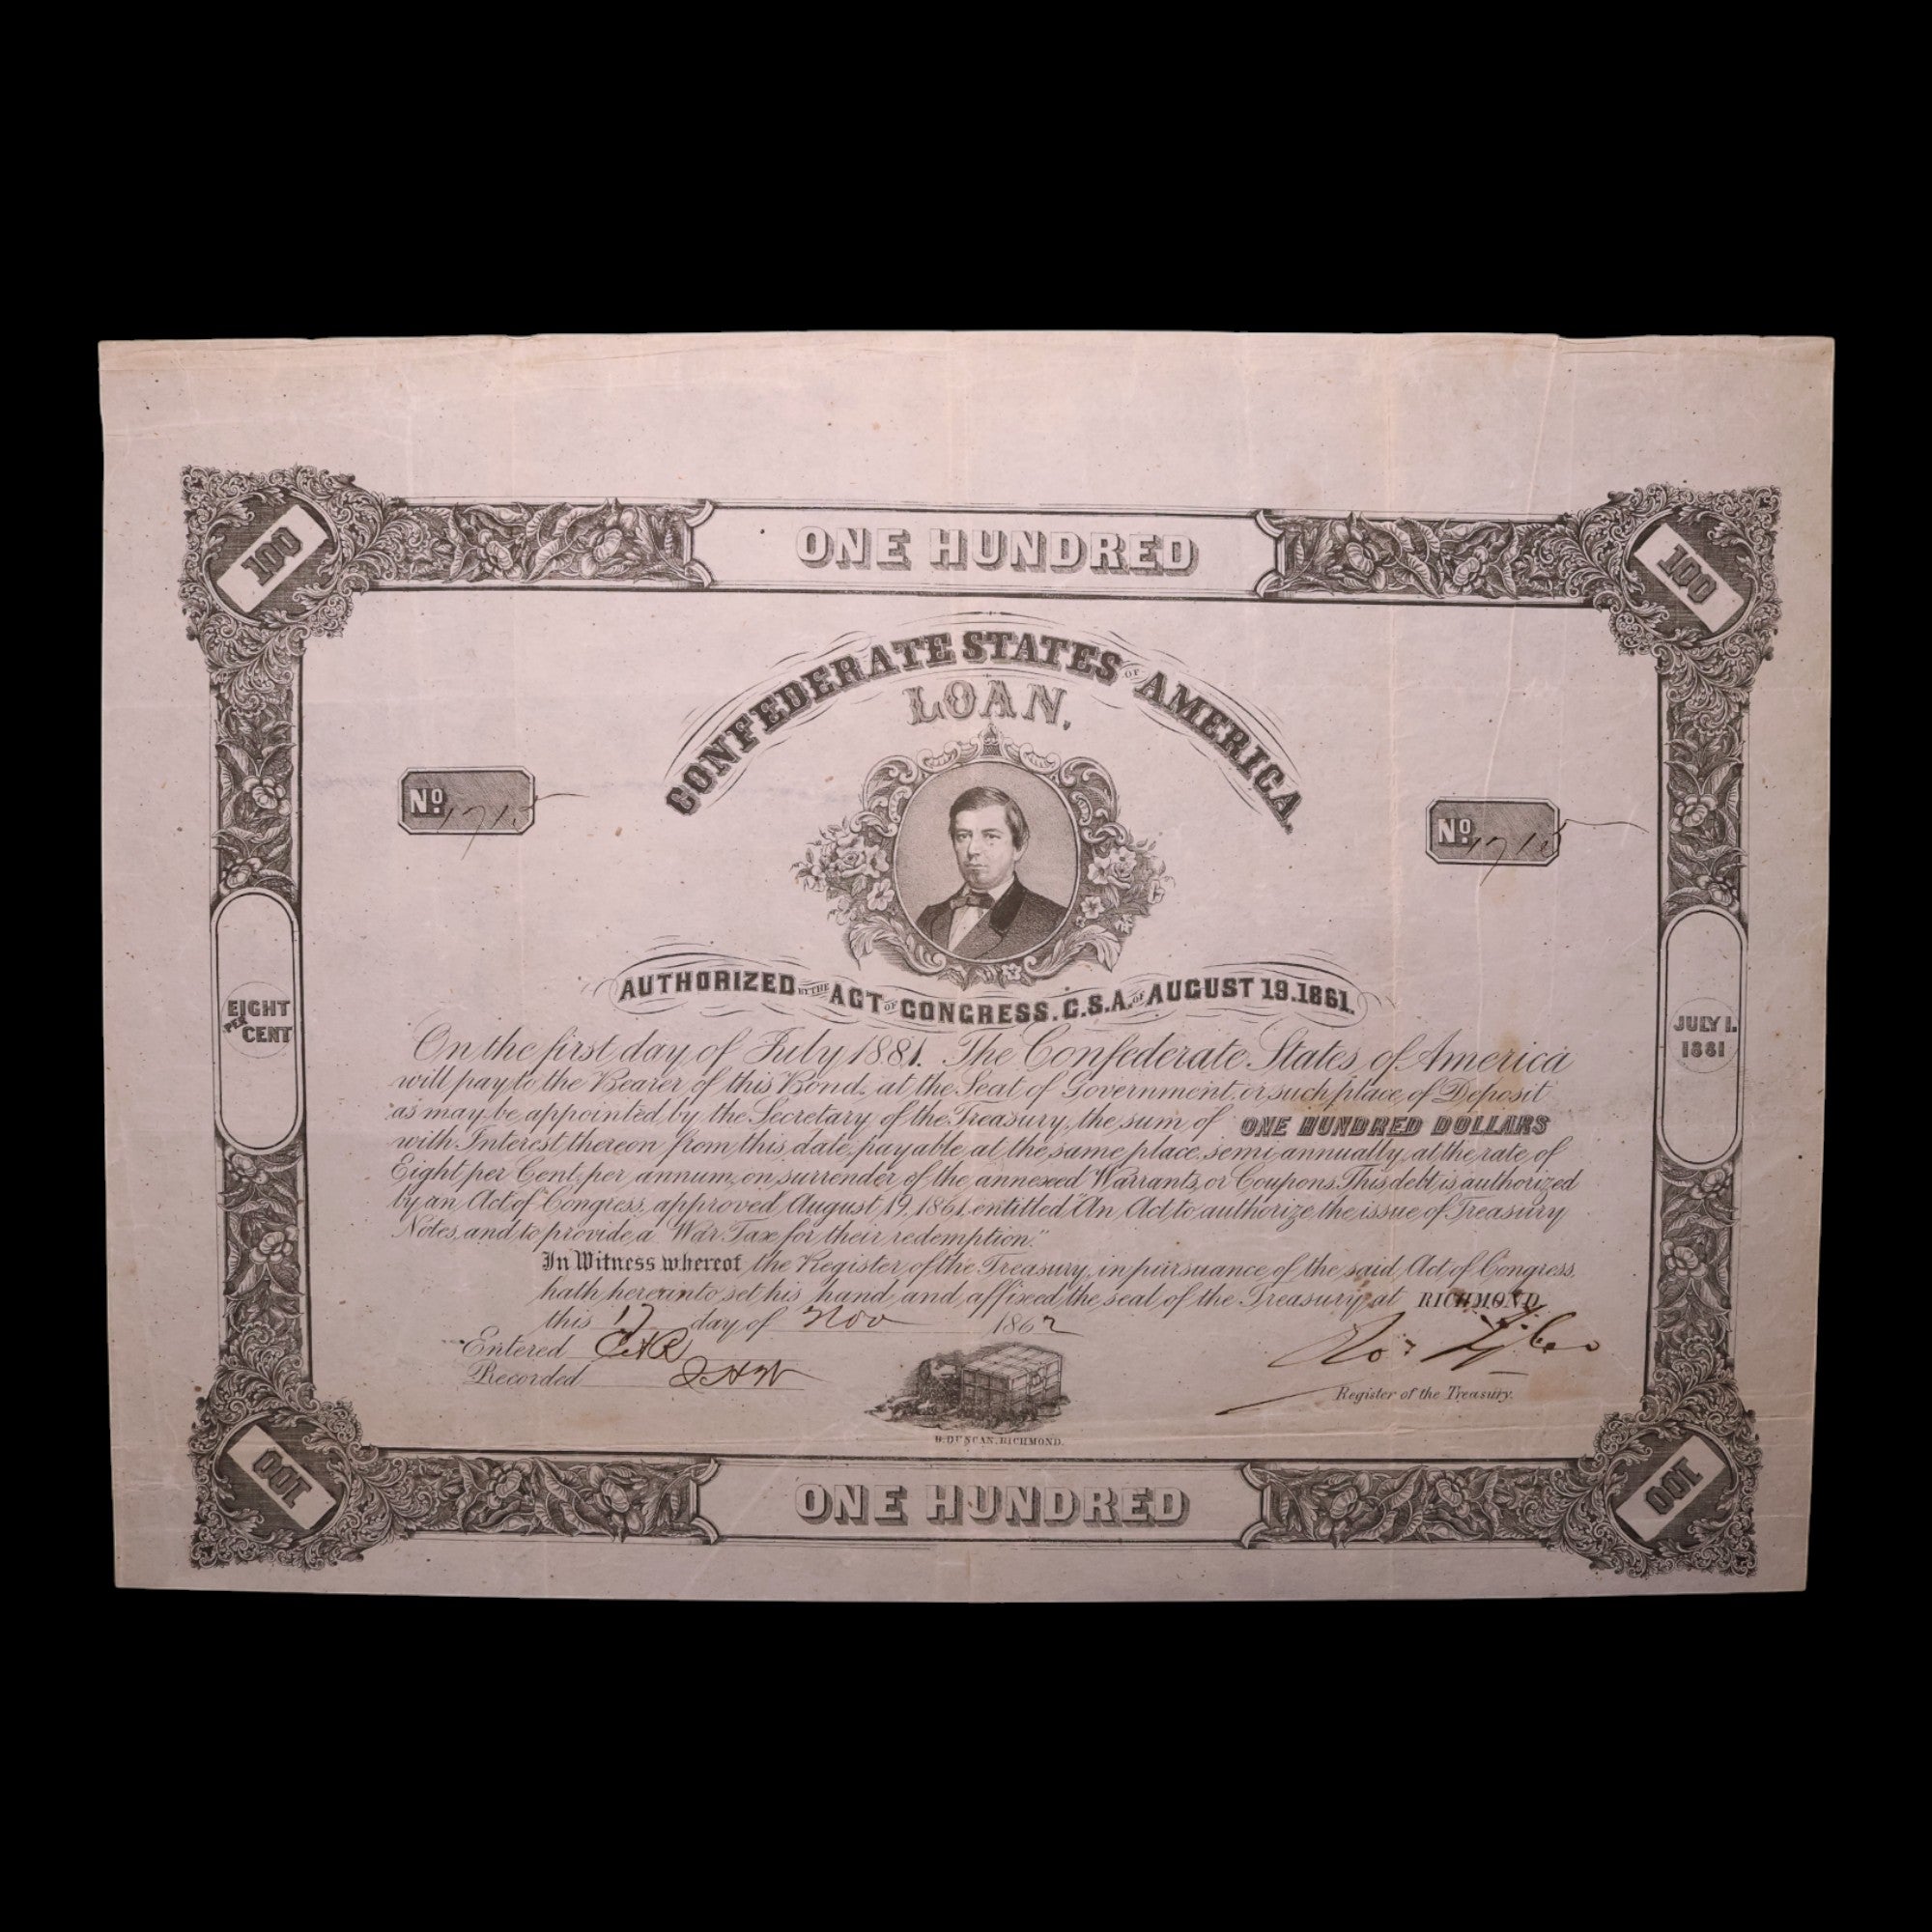 100
ONE HUNDRED
100
CONFEDERATE STATES OF AMERICA
LOAN,
No 1715
No 1715
AUTHORIZED BY THE ACT OF CONGRESS. C.S.A. OF AUGUST 19.1861.
EIGHT PER CENT
JULY 1. 1881
On the first day of July 1881. The Confederate States of America
will pay to the Bearer of this Bond, at the Seat of Government, or such place of Deposit
as may be appointed by the Secretary of the Treasury, the sum of ONE HUNDRED DOLLARS
with Interest thereon from this date, payable at the same place semi annually at the rate of
Eight per Cent, per annum, on surrender of the annexed Warrants, or Coupons. This debt is authorized
by an Act of Congress, approved August 19, 1861, entitled "An Act to authorize the issue of Treasury
Notes, and to provide a War Tax for their redemption."
In Witness whereof the Register of the Treasury, in pursuance of the said Act of Congress,
hath hereunto set his hand and affixed the seal of the Treasury, at RICHMOND
this 17 day of Nov 1862
Entered
Recorded
Ro: Tyler
Register of the Treasury.
D. DUNCAN, RICHMOND.
100
ONE HUNDRED
100